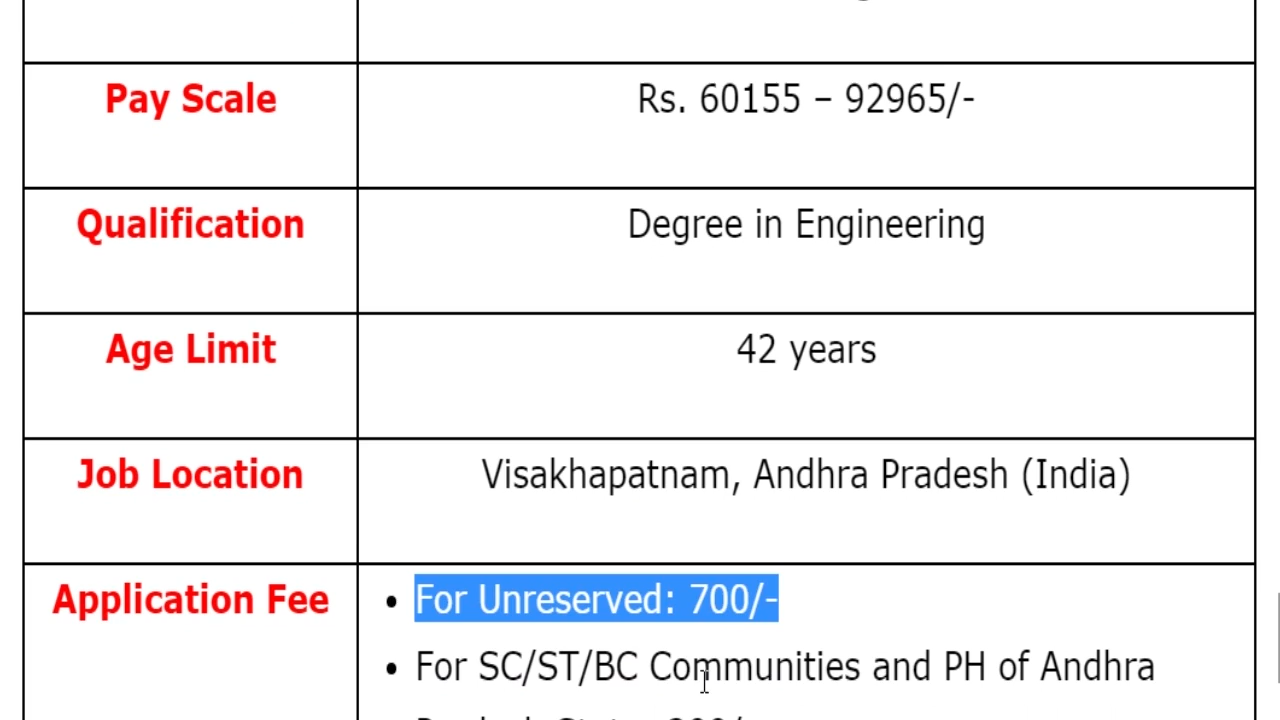 Pay Scale
Rs. 60155 – 92965/-
Qualification
Degree in Engineering
Age Limit
42 years
Job Location
Visakhapatnam, Andhra Pradesh (India)
Application Fee
• For Unreserved: 700/-
• For SC/ST/BC Communities and PH of Andhra